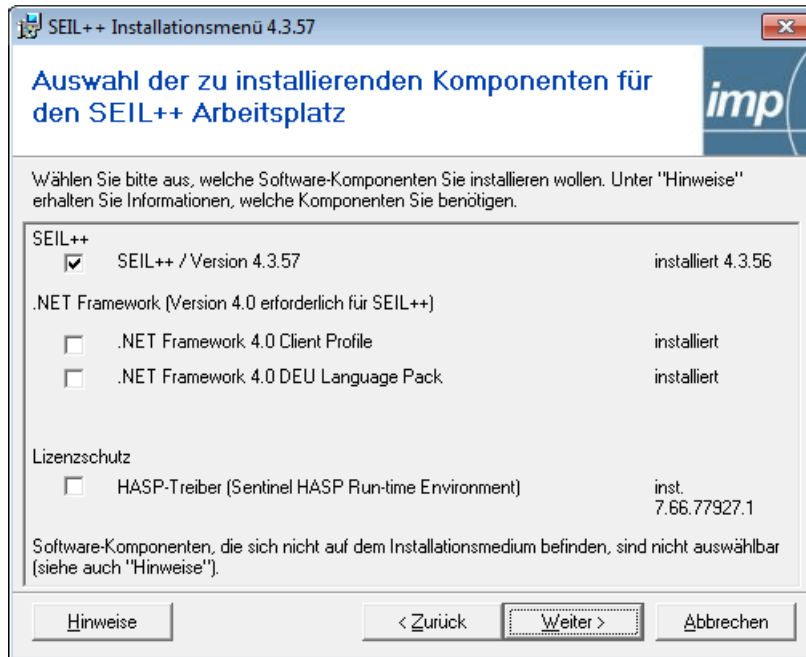 SEIL++ Installationsmenü 4.3.57
Auswahl der zu installierenden Komponenten für
den SEIL++ Arbeitsplatz
imp
Wählen Sie bitte aus, welche Software-Komponenten Sie installieren wollen. Unter "Hinweise"
erhalten Sie Informationen, welche Komponenten Sie benötigen.
SEIL++
SEIL++ / Version 4.3.57 installiert 4.3.56
.NET Framework (Version 4.0 erforderlich für SEIL++)
.NET Framework 4.0 Client Profile installiert
.NET Framework 4.0 DEU Language Pack installiert
Lizenzschutz
HASP-Treiber (Sentinel HASP Run-time Environment) inst.
7.66.77927.1
Software-Komponenten, die sich nicht auf dem Installationsmedium befinden, sind nicht auswählbar
(siehe auch "Hinweise").
Hinweise < Zurück Weiter > Abbrechen